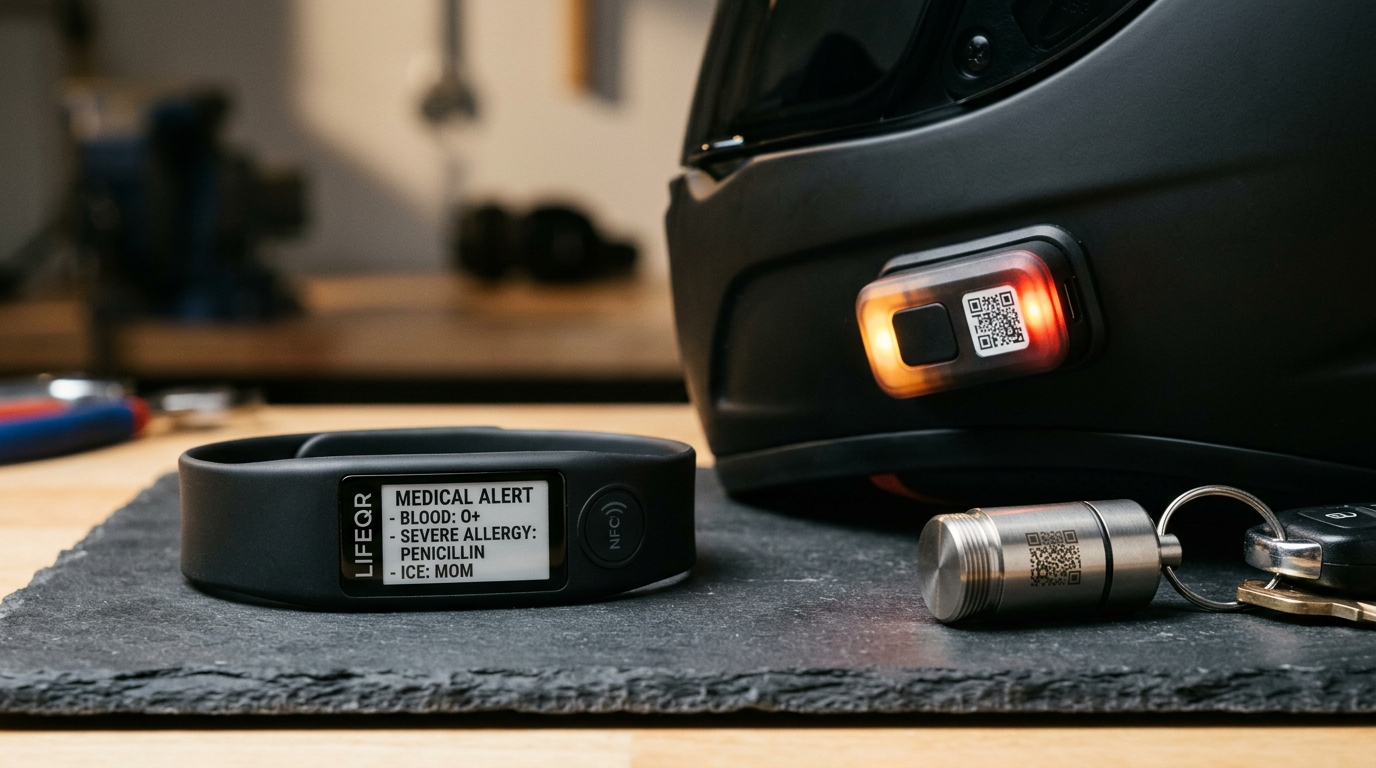 LIFEQR
MEDICAL ALERT
- BLOOD: O+
- SEVERE ALLERGY:
PENICILLIN
- ICE: MOM
NFC